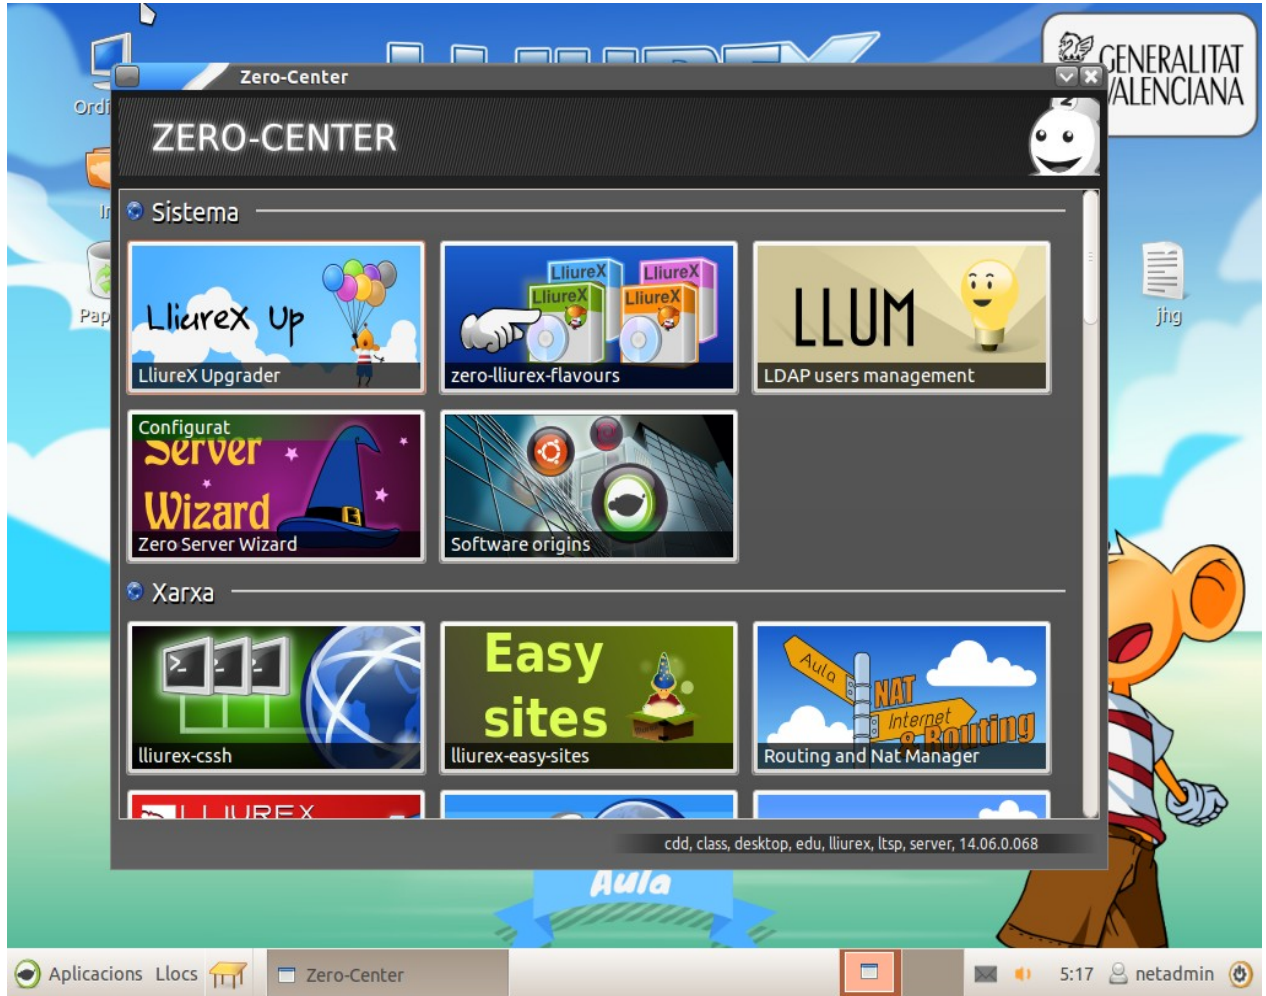 LLIUREX
GENERALITAT
VALENCIANA
Zero-Center
ZERO-CENTER
Sistema
LliureX Up
LliureX Upgrader
LliureX
LliureX
LliureX
LliureX
zero-lliurex-flavours
LLUM
LDAP users management
Configurat
Server
Wizard
Zero Server Wizard
Software origins
jhg
Xarxa
lliurex-cssh
Easy
sites
lliurex-easy-sites
Aula
NAT
Internet
& Routing
Routing and Nat Manager
LLIUREX
cdd, class, desktop, edu, lliurex, ltsp, server, 14.06.0.068
Aula
Aplicacions Llocs
Zero-Center
5:17
netadmin